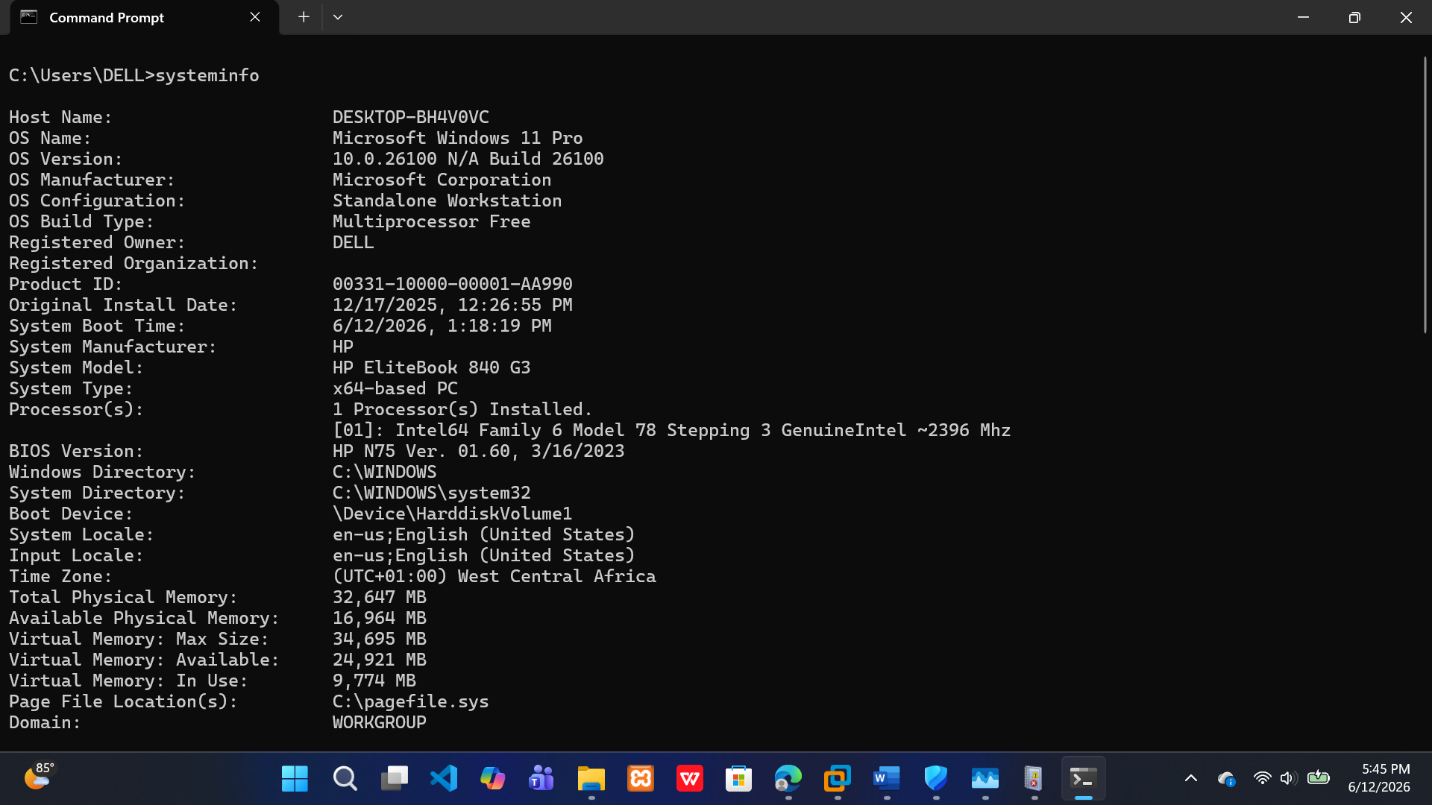 Command Prompt
C:\Users\DELL>systeminfo
Host Name: DESKTOP-BH4V0VC
OS Name: Microsoft Windows 11 Pro
OS Version: 10.0.26100 N/A Build 26100
OS Manufacturer: Microsoft Corporation
OS Configuration: Standalone Workstation
OS Build Type: Multiprocessor Free
Registered Owner: DELL
Registered Organization:
Product ID: 00331-10000-00001-AA990
Original Install Date: 12/17/2025, 12:26:55 PM
System Boot Time: 6/12/2026, 1:18:19 PM
System Manufacturer: HP
System Model: HP EliteBook 840 G3
System Type: x64-based PC
Processor(s): 1 Processor(s) Installed.
[01]: Intel64 Family 6 Model 78 Stepping 3 GenuineIntel ~2396 Mhz
BIOS Version: HP N75 Ver. 01.60, 3/16/2023
Windows Directory: C:\WINDOWS
System Directory: C:\WINDOWS\system32
Boot Device: \Device\HarddiskVolume1
System Locale: en-us;English (United States)
Input Locale: en-us;English (United States)
Time Zone: (UTC+01:00) West Central Africa
Total Physical Memory: 32,647 MB
Available Physical Memory: 16,964 MB
Virtual Memory: Max Size: 34,695 MB
Virtual Memory: Available: 24,921 MB
Virtual Memory: In Use: 9,774 MB
Page File Location(s): C:\pagefile.sys
Domain: WORKGROUP
85°
5:45 PM
6/12/2026